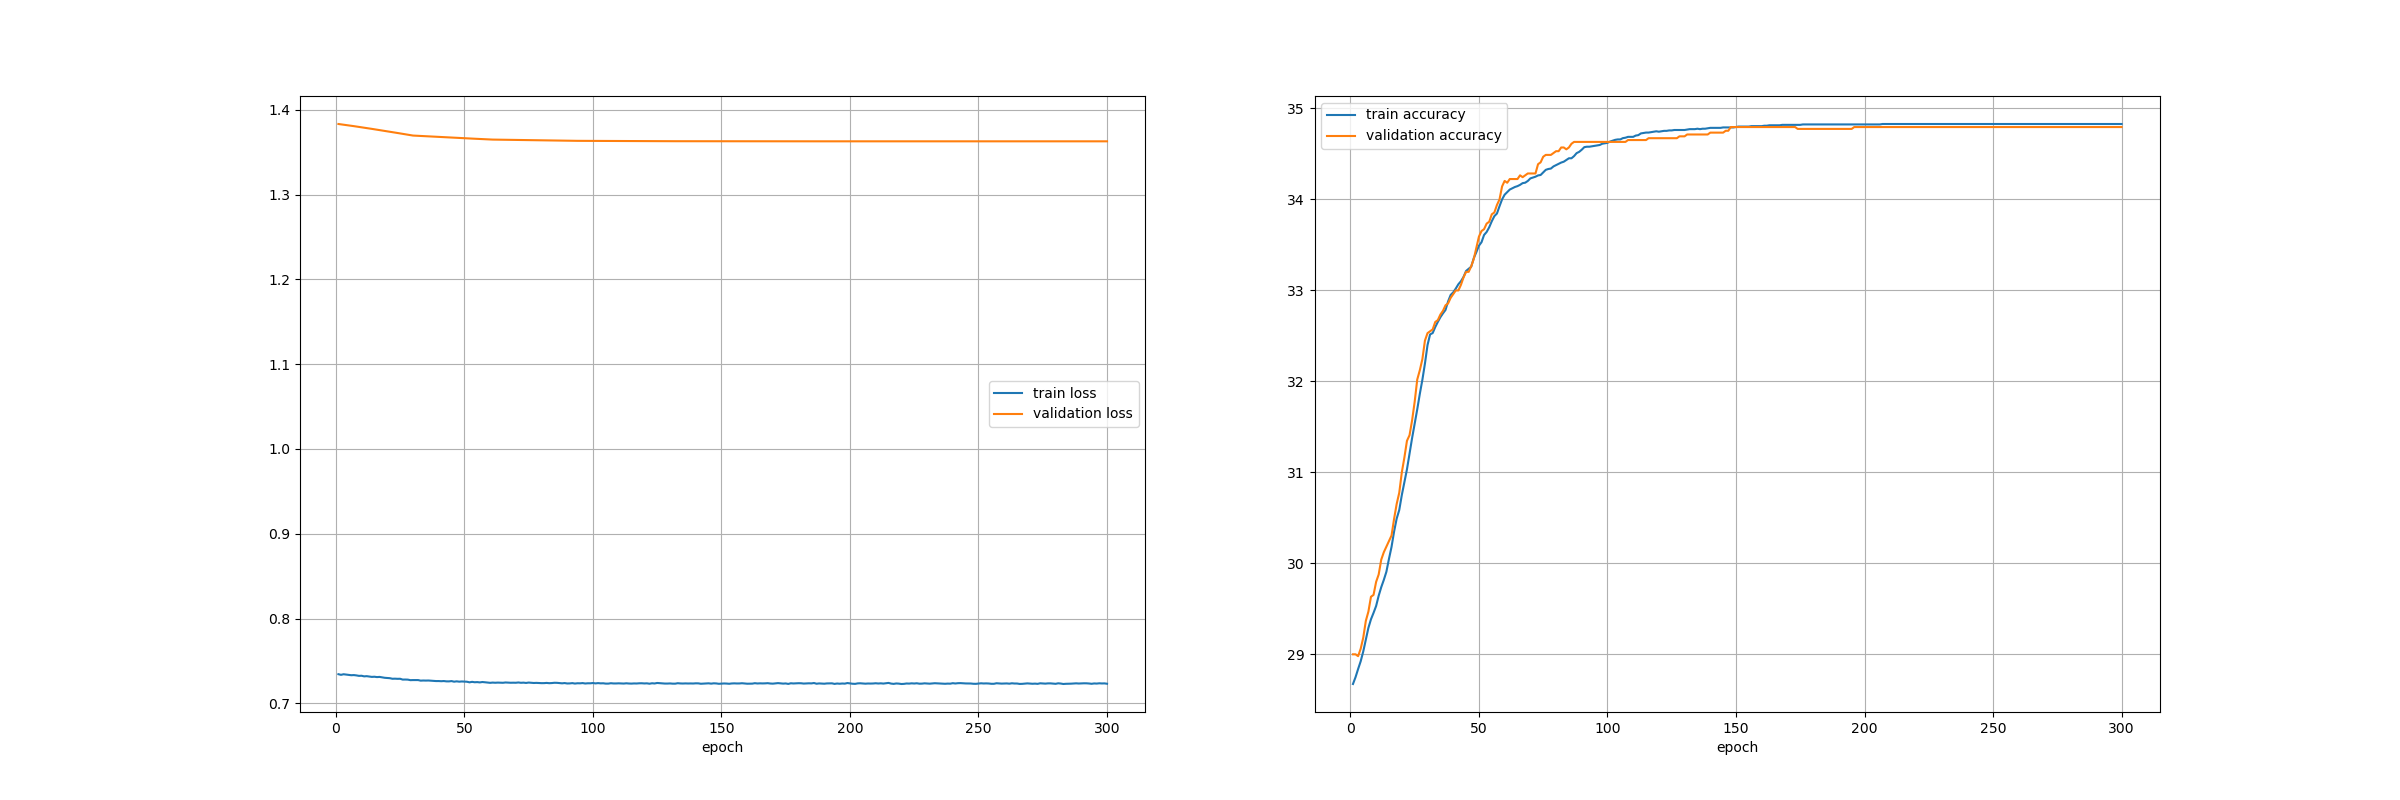 1.4
1.3
1.2
1.1
1.0
0.9
0.8
0.7
train loss
validation loss
0 50 100 150 200 250 300
epoch
35
34
33
32
31
30
29
train accuracy
validation accuracy
0 50 100 150 200 250 300
epoch